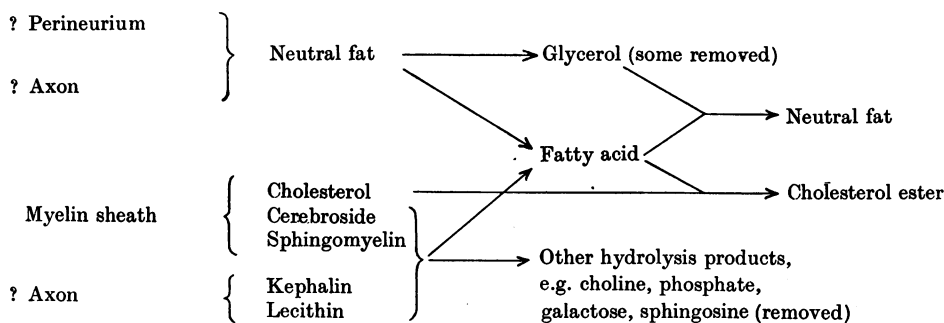 ? Perineurium
? Axon
Neutral fat
Glycerol (some removed)
Neutral fat
Fatty acid
Myelin sheath
Cholesterol
Cerebroside
Sphingomyelin
Cholesterol ester
? Axon
Kephalin
Lecithin
Other hydrolysis products,
e.g. choline, phosphate,
galactose, sphingosine (removed)